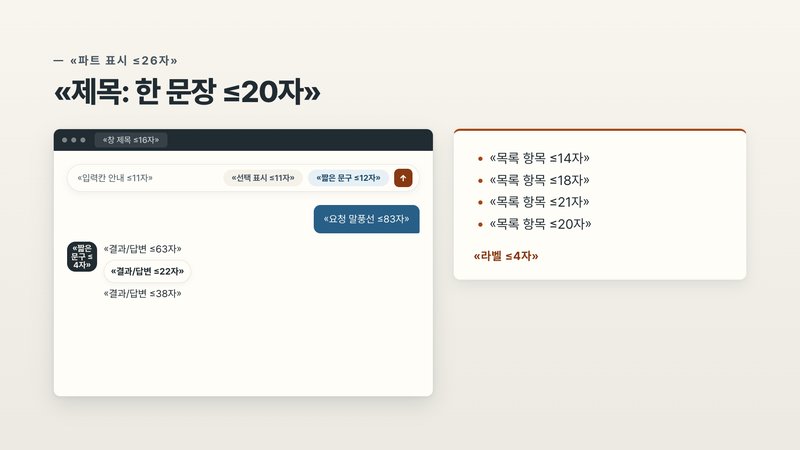 — «파트 표시 ≤26자»
«제목: 한 문장 ≤20자»
«창 제목 ≤16자»
«입력칸 안내 ≤11자»
«선택 표시 ≤11자»
«짧은 문구 ≤12자»
«요청 말풍선 ≤83자»
«짧은
문구 ≤
4자»
«결과/답변 ≤63자»
«결과/답변 ≤22자»
«결과/답변 ≤38자»
• «목록 항목 ≤14자»
• «목록 항목 ≤18자»
• «목록 항목 ≤21자»
• «목록 항목 ≤20자»
«라벨 ≤4자»